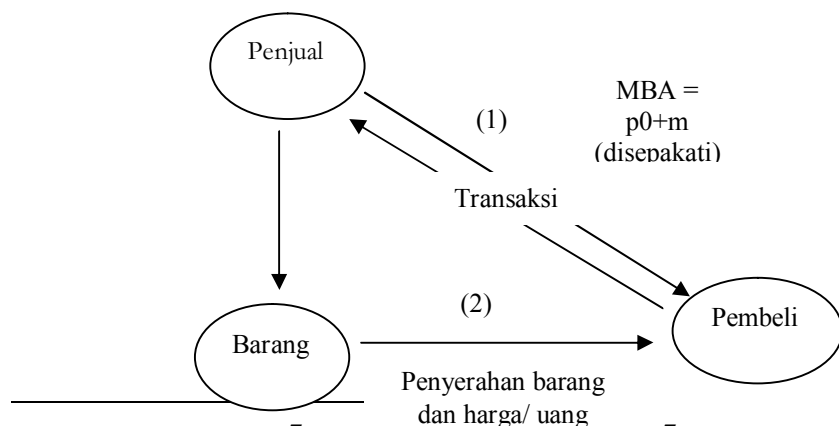 Penjual
(1)
MBA =
p0+m
(disepakati)
Transaksi
(2)
Barang
Pembeli
Penyerahan barang
dan harga/ uang